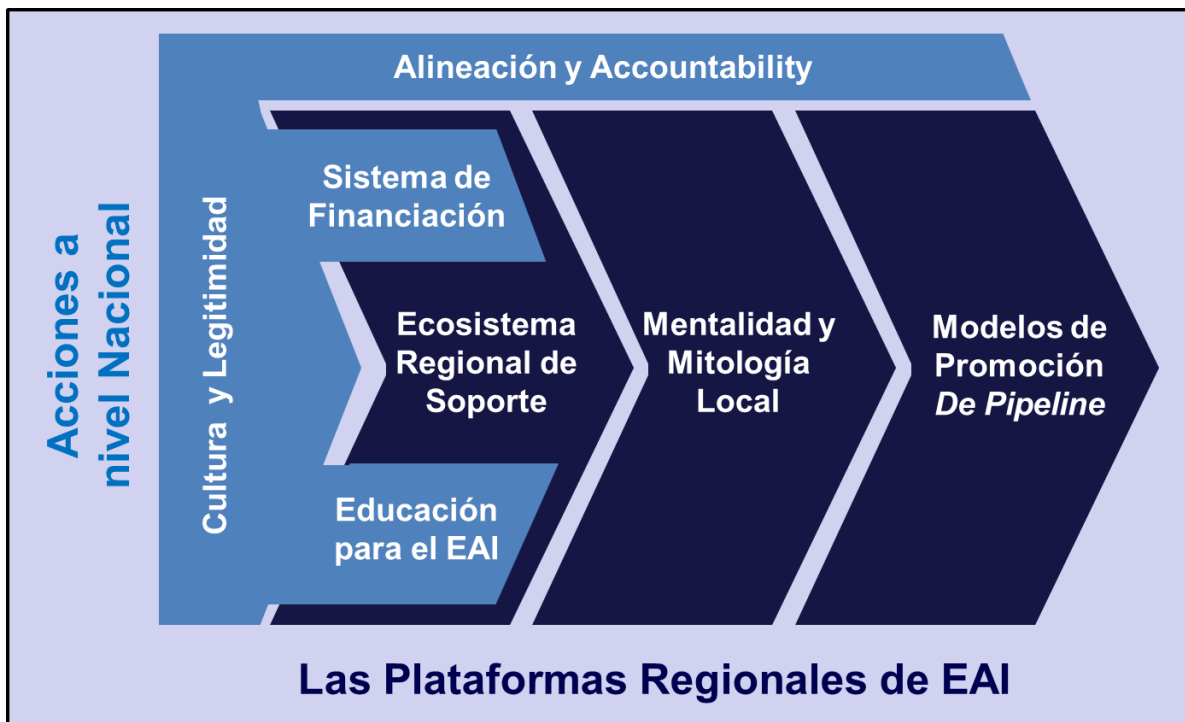 Alineación y Accountability
Acciones a
nivel Nacional
Cultura y Legitimidad
Sistema de
Financiación
Ecosistema
Regional de
Soporte
Educación
para el EAI
Mentalidad y
Mitología
Local
Modelos de
Promoción
De Pipeline
Las Plataformas Regionales de EAI